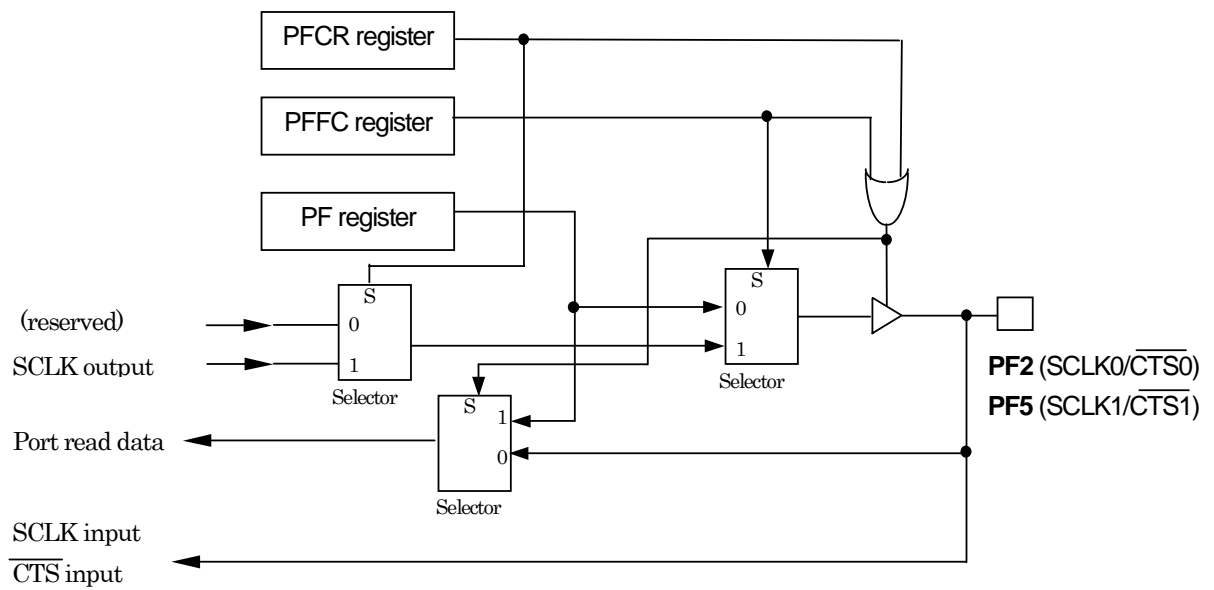 PFCR register
PFFC register
PF register
S
0
1
Selector
(reserved)
SCLK output
S
0
1
Selector
PF2 (SCLK0/CTS0)
PF5 (SCLK1/CTS1)
S
1
0
Selector
Port read data
SCLK input
CTS input